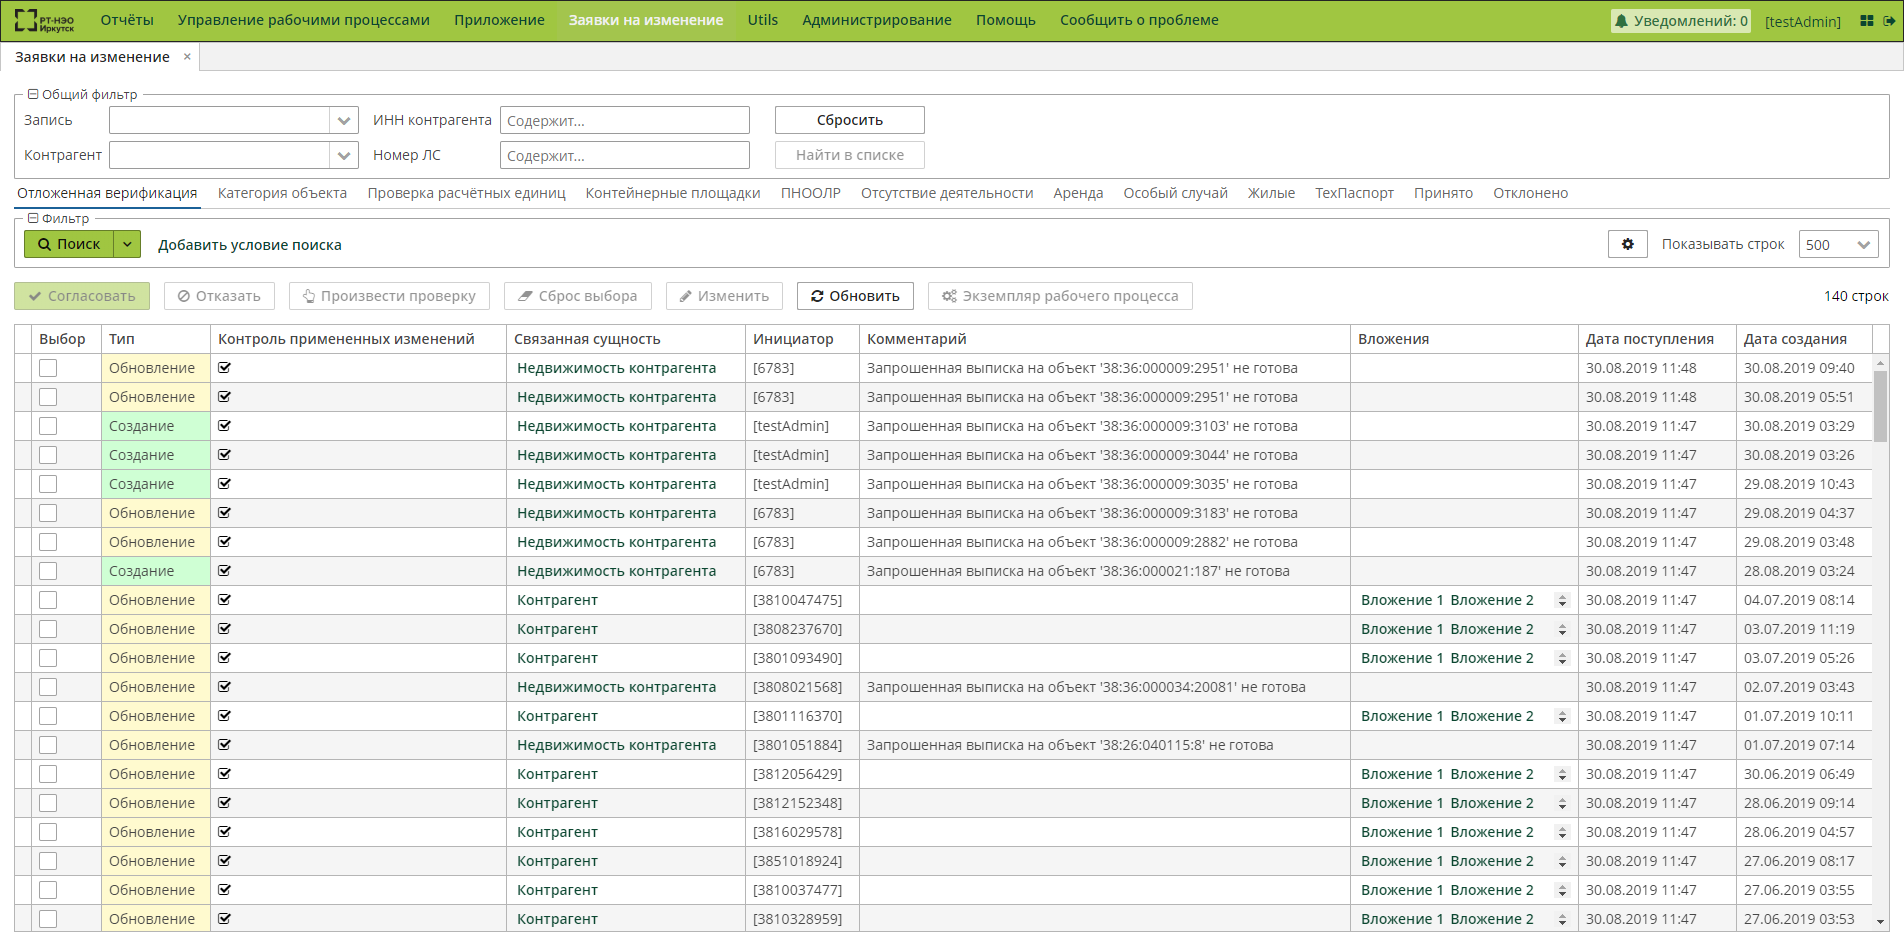 РТ-НЭО Иркутск Отчёты Управление рабочими процессами Приложение Заявки на изменение Utils Администрирование Помощь Сообщить о проблеме Уведомлений: 0 [testAdmin]
Заявки на изменение ×
Общий фильтр
Запись ИНН контрагента Содержит... Сбросить
Контрагент Номер ЛС Содержит... Найти в списке
Отложенная верификация Категория объекта Проверка расчётных единиц Контейнерные площадки ПНООЛР Отсутствие деятельности Аренда Особый случай Жилые ТехПаспорт Принято Отклонено
Фильтр
Поиск Добавить условие поиска Показывать строк 500
Согласовать Отказать Произвести проверку Сброс выбора Изменить Обновить Экземпляр рабочего процесса 140 строк
Выбор Тип Контроль примененных изменений Связанная сущность Инициатор Комментарий Вложения Дата поступления Дата создания
Обновление Недвижимость контрагента [6783] Запрошенная выписка на объект '38:36:000009:2951' не готова 30.08.2019 11:48 30.08.2019 09:40
Обновление Недвижимость контрагента [6783] Запрошенная выписка на объект '38:36:000009:2951' не готова 30.08.2019 11:48 30.08.2019 05:51
Создание Недвижимость контрагента [testAdmin] Запрошенная выписка на объект '38:36:000009:3103' не готова 30.08.2019 11:47 30.08.2019 03:29
Создание Недвижимость контрагента [testAdmin] Запрошенная выписка на объект '38:36:000009:3044' не готова 30.08.2019 11:47 30.08.2019 03:26
Создание Недвижимость контрагента [testAdmin] Запрошенная выписка на объект '38:36:000009:3035' не готова 30.08.2019 11:47 29.08.2019 10:43
Обновление Недвижимость контрагента [6783] Запрошенная выписка на объект '38:36:000009:3183' не готова 30.08.2019 11:47 29.08.2019 04:37
Обновление Недвижимость контрагента [6783] Запрошенная выписка на объект '38:36:000009:2882' не готова 30.08.2019 11:47 29.08.2019 03:48
Создание Недвижимость контрагента [6783] Запрошенная выписка на объект '38:36:000021:187' не готова 30.08.2019 11:47 28.08.2019 03:24
Обновление Контрагент [3810047475] Вложение 1 Вложение 2 30.08.2019 11:47 04.07.2019 08:14
Обновление Контрагент [3808237670] Вложение 1 Вложение 2 30.08.2019 11:47 03.07.2019 11:19
Обновление Контрагент [3801093490] Вложение 1 Вложение 2 30.08.2019 11:47 03.07.2019 05:26
Обновление Недвижимость контрагента [3808021568] Запрошенная выписка на объект '38:36:000034:20081' не готова 30.08.2019 11:47 02.07.2019 03:43
Обновление Контрагент [3801116370] Вложение 1 Вложение 2 30.08.2019 11:47 01.07.2019 10:11
Обновление Недвижимость контрагента [3801051884] Запрошенная выписка на объект '38:26:040115:8' не готова 30.08.2019 11:47 01.07.2019 07:14
Обновление Контрагент [3812056429] Вложение 1 Вложение 2 30.08.2019 11:47 30.06.2019 06:49
Обновление Контрагент [3812152348] Вложение 1 Вложение 2 30.08.2019 11:47 28.06.2019 09:14
Обновление Контрагент [3816029578] Вложение 1 Вложение 2 30.08.2019 11:47 28.06.2019 04:57
Обновление Контрагент [3851018924] Вложение 1 Вложение 2 30.08.2019 11:47 27.06.2019 08:17
Обновление Контрагент [3810037477] Вложение 1 Вложение 2 30.08.2019 11:47 27.06.2019 03:55
Обновление Контрагент [3810328959] Вложение 1 Вложение 2 30.08.2019 11:47 27.06.2019 03:53